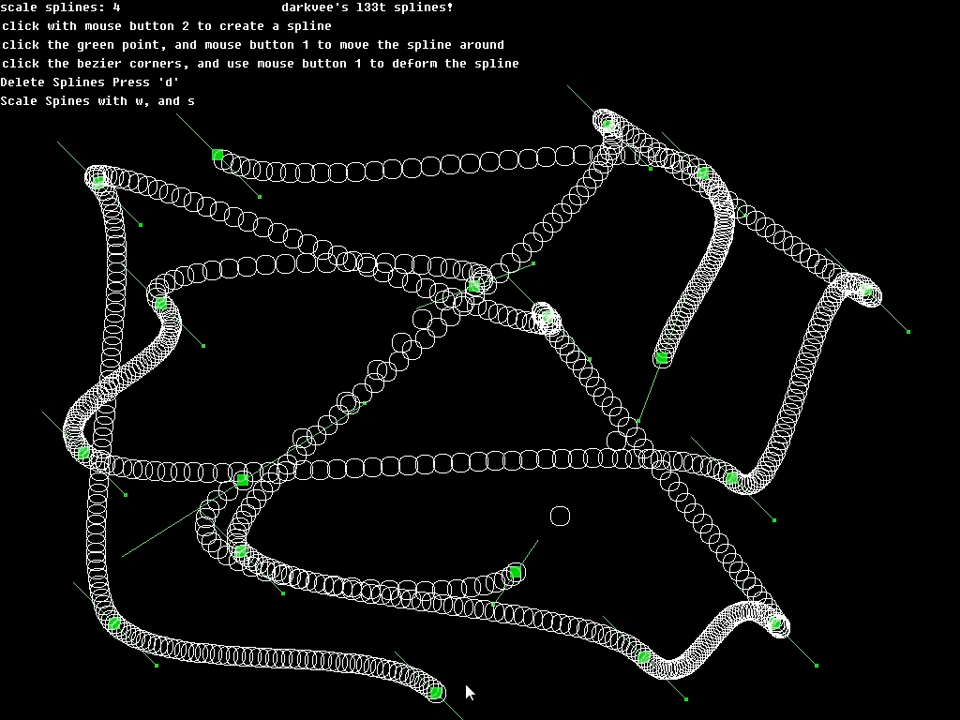 scale splines: 4 darkvee's l33t splines!
click with mouse button 2 to create a spline
click the green point, and mouse button 1 to move the spline around
click the bezier corners, and use mouse button 1 to deform the spline
Delete Splines Press 'd'
Scale Spines with w, and s